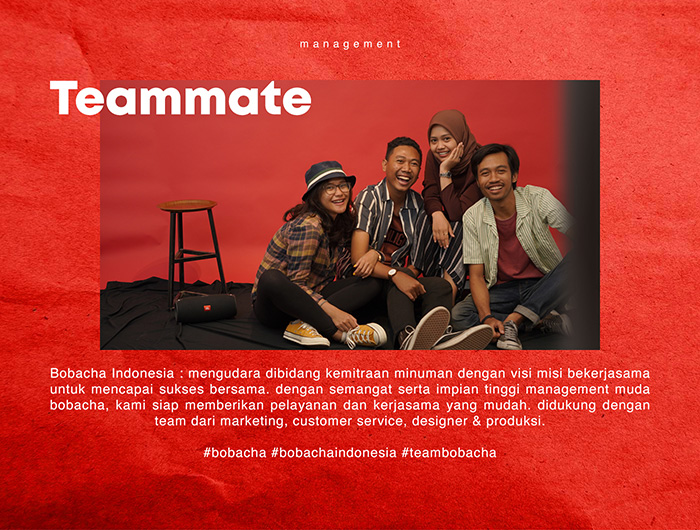 management
Teammate
Bobacha Indonesia : mengudara dibidang kemitraan minuman dengan visi misi bekerjasama
untuk mencapai sukses bersama. dengan semangat serta impian tinggi management muda
bobacha, kami siap memberikan pelayanan dan kerjasama yang mudah. didukung dengan
team dari marketing, customer service, designer & produksi.
#bobacha #bobachaindonesia #teambobacha